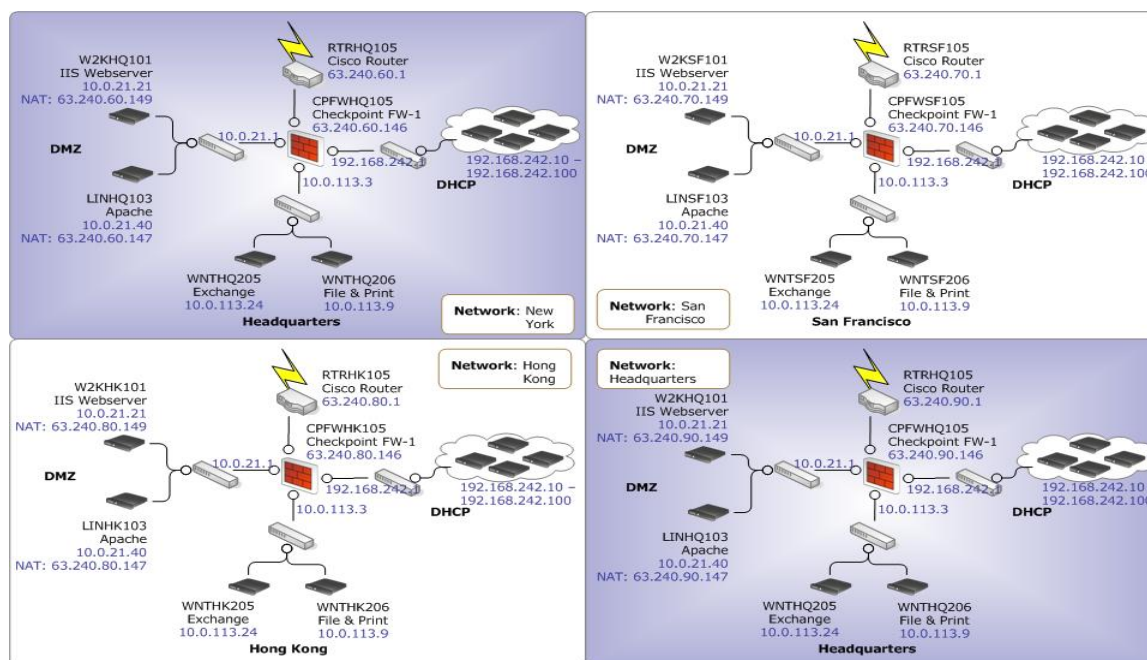 W2KHQ101
IIS Webserver
10.0.21.21
NAT: 63.240.60.149
RTRHQ105
Cisco Router
63.240.60.1
CPFWHQ105
Checkpoint FW-1
63.240.60.146
10.0.21.1
DMZ
192.168.242.1
192.168.242.10 –
192.168.242.100
DHCP
10.0.113.3
LINHQ103
Apache
10.0.21.40
NAT: 63.240.60.147
WNTHQ205
Exchange
10.0.113.24
WNTHQ206
File & Print
10.0.113.9
Headquarters
Network: New
York
W2KSF101
IIS Webserver
10.0.21.21
NAT: 63.240.70.149
RTRSF105
Cisco Router
63.240.70.1
CPFWSF105
Checkpoint FW-1
63.240.70.146
10.0.21.1
DMZ
192.168.242.1
192.168.242.10 –
192.168.242.100
DHCP
10.0.113.3
LINSF103
Apache
10.0.21.40
NAT: 63.240.70.147
WNTSF205
Exchange
10.0.113.24
WNTSF206
File & Print
10.0.113.9
Network: San
Francisco
San Francisco
Network: Hong
Kong
W2KHK101
IIS Webserver
10.0.21.21
NAT: 63.240.80.149
RTRHK105
Cisco Router
63.240.80.1
CPFWHK105
Checkpoint FW-1
63.240.80.146
10.0.21.1
DMZ
192.168.242.1
192.168.242.10 –
192.168.242.100
DHCP
10.0.113.3
LINHK103
Apache
10.0.21.40
NAT: 63.240.80.147
WNTHK205
Exchange
10.0.113.24
WNTHK206
File & Print
10.0.113.9
Hong Kong
Network:
Headquarters
W2KHQ101
IIS Webserver
10.0.21.21
NAT: 63.240.90.149
RTRHQ105
Cisco Router
63.240.90.1
CPFWHQ105
Checkpoint FW-1
63.240.90.146
10.0.21.1
DMZ
192.168.242.1
192.168.242.10 –
192.168.242.100
DHCP
10.0.113.3
LINHQ103
Apache
10.0.21.40
NAT: 63.240.90.147
WNTHQ205
Exchange
10.0.113.24
WNTHQ206
File & Print
10.0.113.9
Headquarters